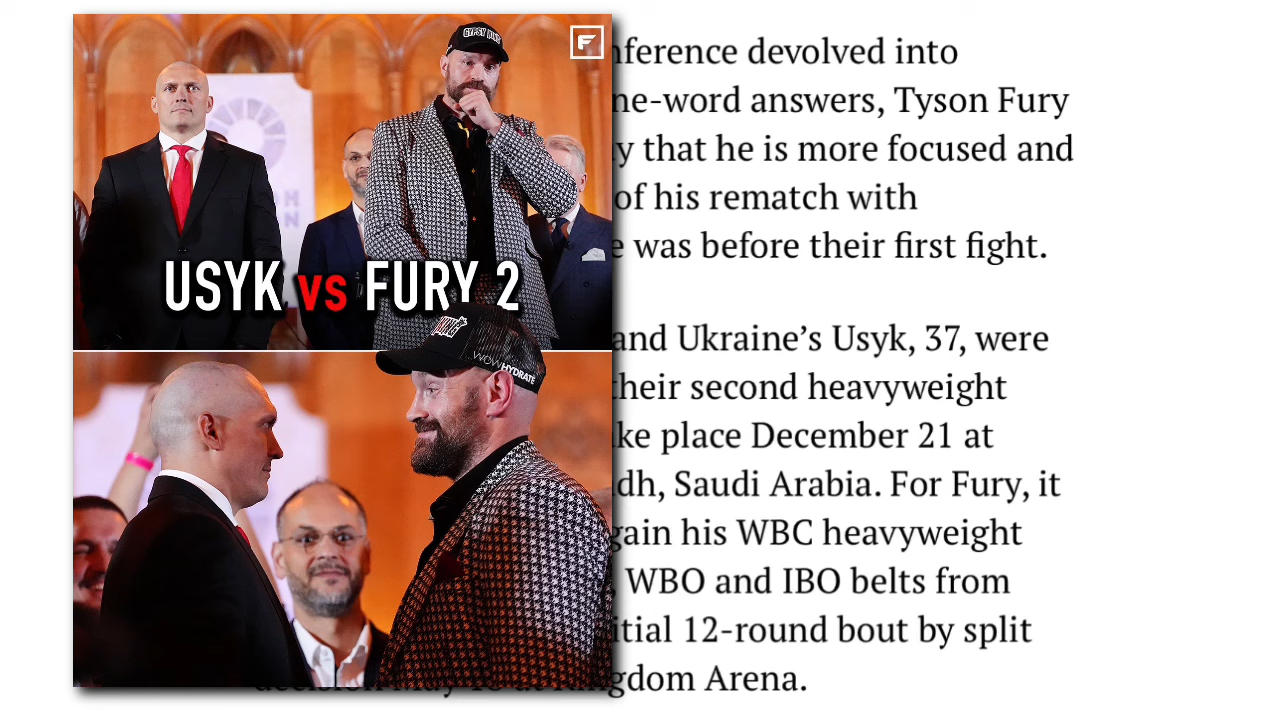 GYPSY KING
USYK vs FURY 2
WOWHYDRATE
nference devolved into
ne-word answers, Tyson Fury
y that he is more focused and
of his rematch with
e was before their first fight.
and Ukraine’s Usyk, 37, were
their second heavyweight
ke place December 21 at
dh, Saudi Arabia. For Fury, it
gain his WBC heavyweight
, WBO and IBO belts from
itial 12-round bout by split
gdom Arena.